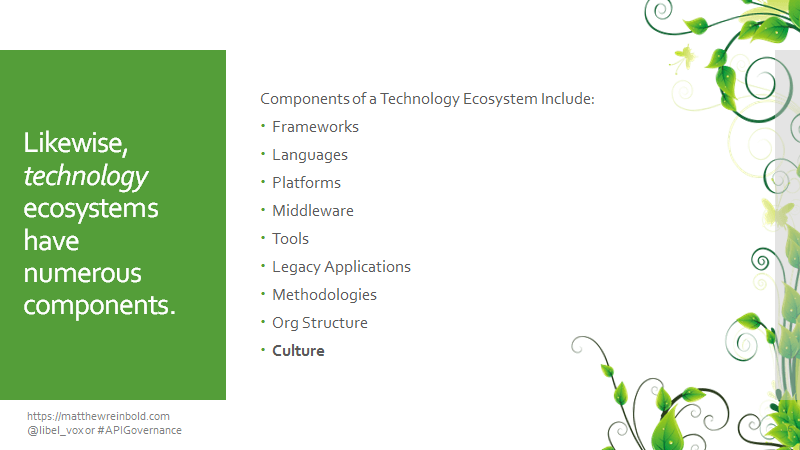 Likewise,
technology
ecosystems
have
numerous
components.
Components of a Technology Ecosystem Include:
• Frameworks
• Languages
• Platforms
• Middleware
• Tools
• Legacy Applications
• Methodologies
• Org Structure
• Culture
https://matthewreinbold.com
@libel_vox or #APIGovernance